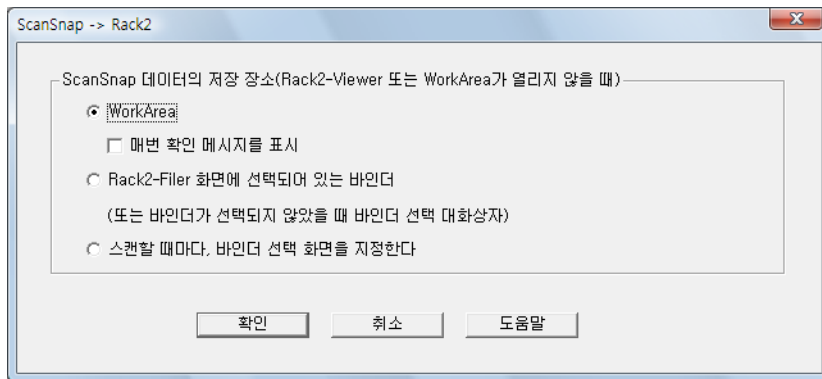 ScanSnap -> Rack2
ScanSnap 데이터의 저장 장소(Rack2-Viewer 또는 WorkArea가 열리지 않을 때)
WorkArea
매번 확인 메시지를 표시
Rack2-Filer 화면에 선택되어 있는 바인더
(또는 바인더가 선택되지 않았을 때 바인더 선택 대화상자)
스캔할 때마다, 바인더 선택 화면을 지정한다
확인 취소 도움말